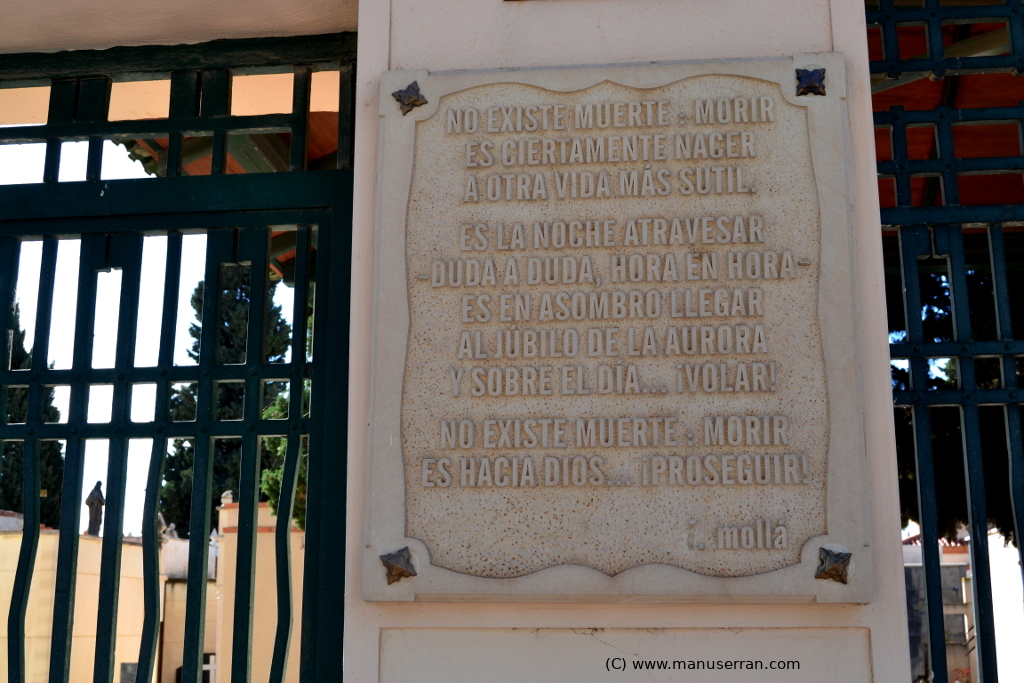 NO EXISTE MUERTE : MORIR
ES CIERTAMENTE NACER
A OTRA VIDA MÁS SUTIL.
ES LA NOCHE ATRAVESAR
-DUDA A DUDA, HORA EN HORA-
ES EN ASOMBRO LLEGAR
AL JÚBILO DE LA AURORA
Y SOBRE EL DÍA... ¡VOLAR!
NO EXISTE MUERTE : MORIR
ES HACIA DIOS.... ¡PROSEGUIR!
í. mollá
(C) www.manuserran.com